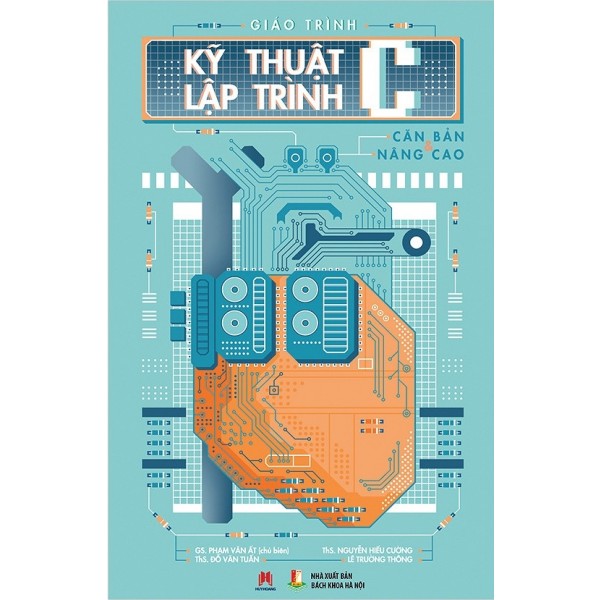 GIÁO TRÌNH
KỸ THUẬT
LẬP TRÌNH C
CĂN BẢN
&
NÂNG CAO
GS. PHẠM VĂN ẤT (chủ biên)
ThS. NGUYỄN HIẾU CƯỜNG
ThS. ĐỖ VĂN TUẤN
LÊ TRƯỜNG THÔNG
HUYHOANG
NHÀ XUẤT BẢN
BÁCH KHOA HÀ NỘI